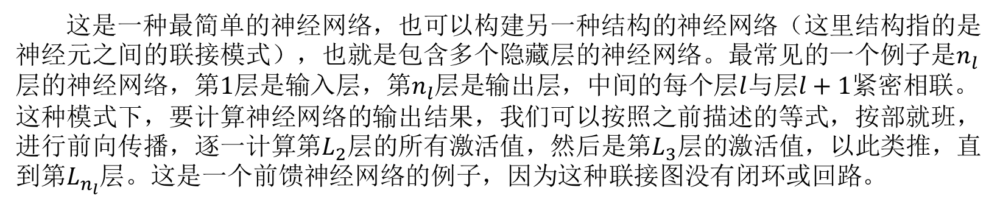 这是一种最简单的神经网络，也可以构建另一种结构的神经网络（这里结构指的是
神经元之间的联接模式），也就是包含多个隐藏层的神经网络。最常见的一个例子是$n_l$
层的神经网络，第1层是输入层，第$n_l$层是输出层，中间的每个层$l$与层$l+1$紧密相联。
这种模式下，要计算神经网络的输出结果，我们可以按照之前描述的等式，按部就班，
进行前向传播，逐一计算第$L_2$层的所有激活值，然后是第$L_3$层的激活值，以此类推，直
到第$L_{n_l}$层。这是一个前馈神经网络的例子，因为这种联接图没有闭环或回路。